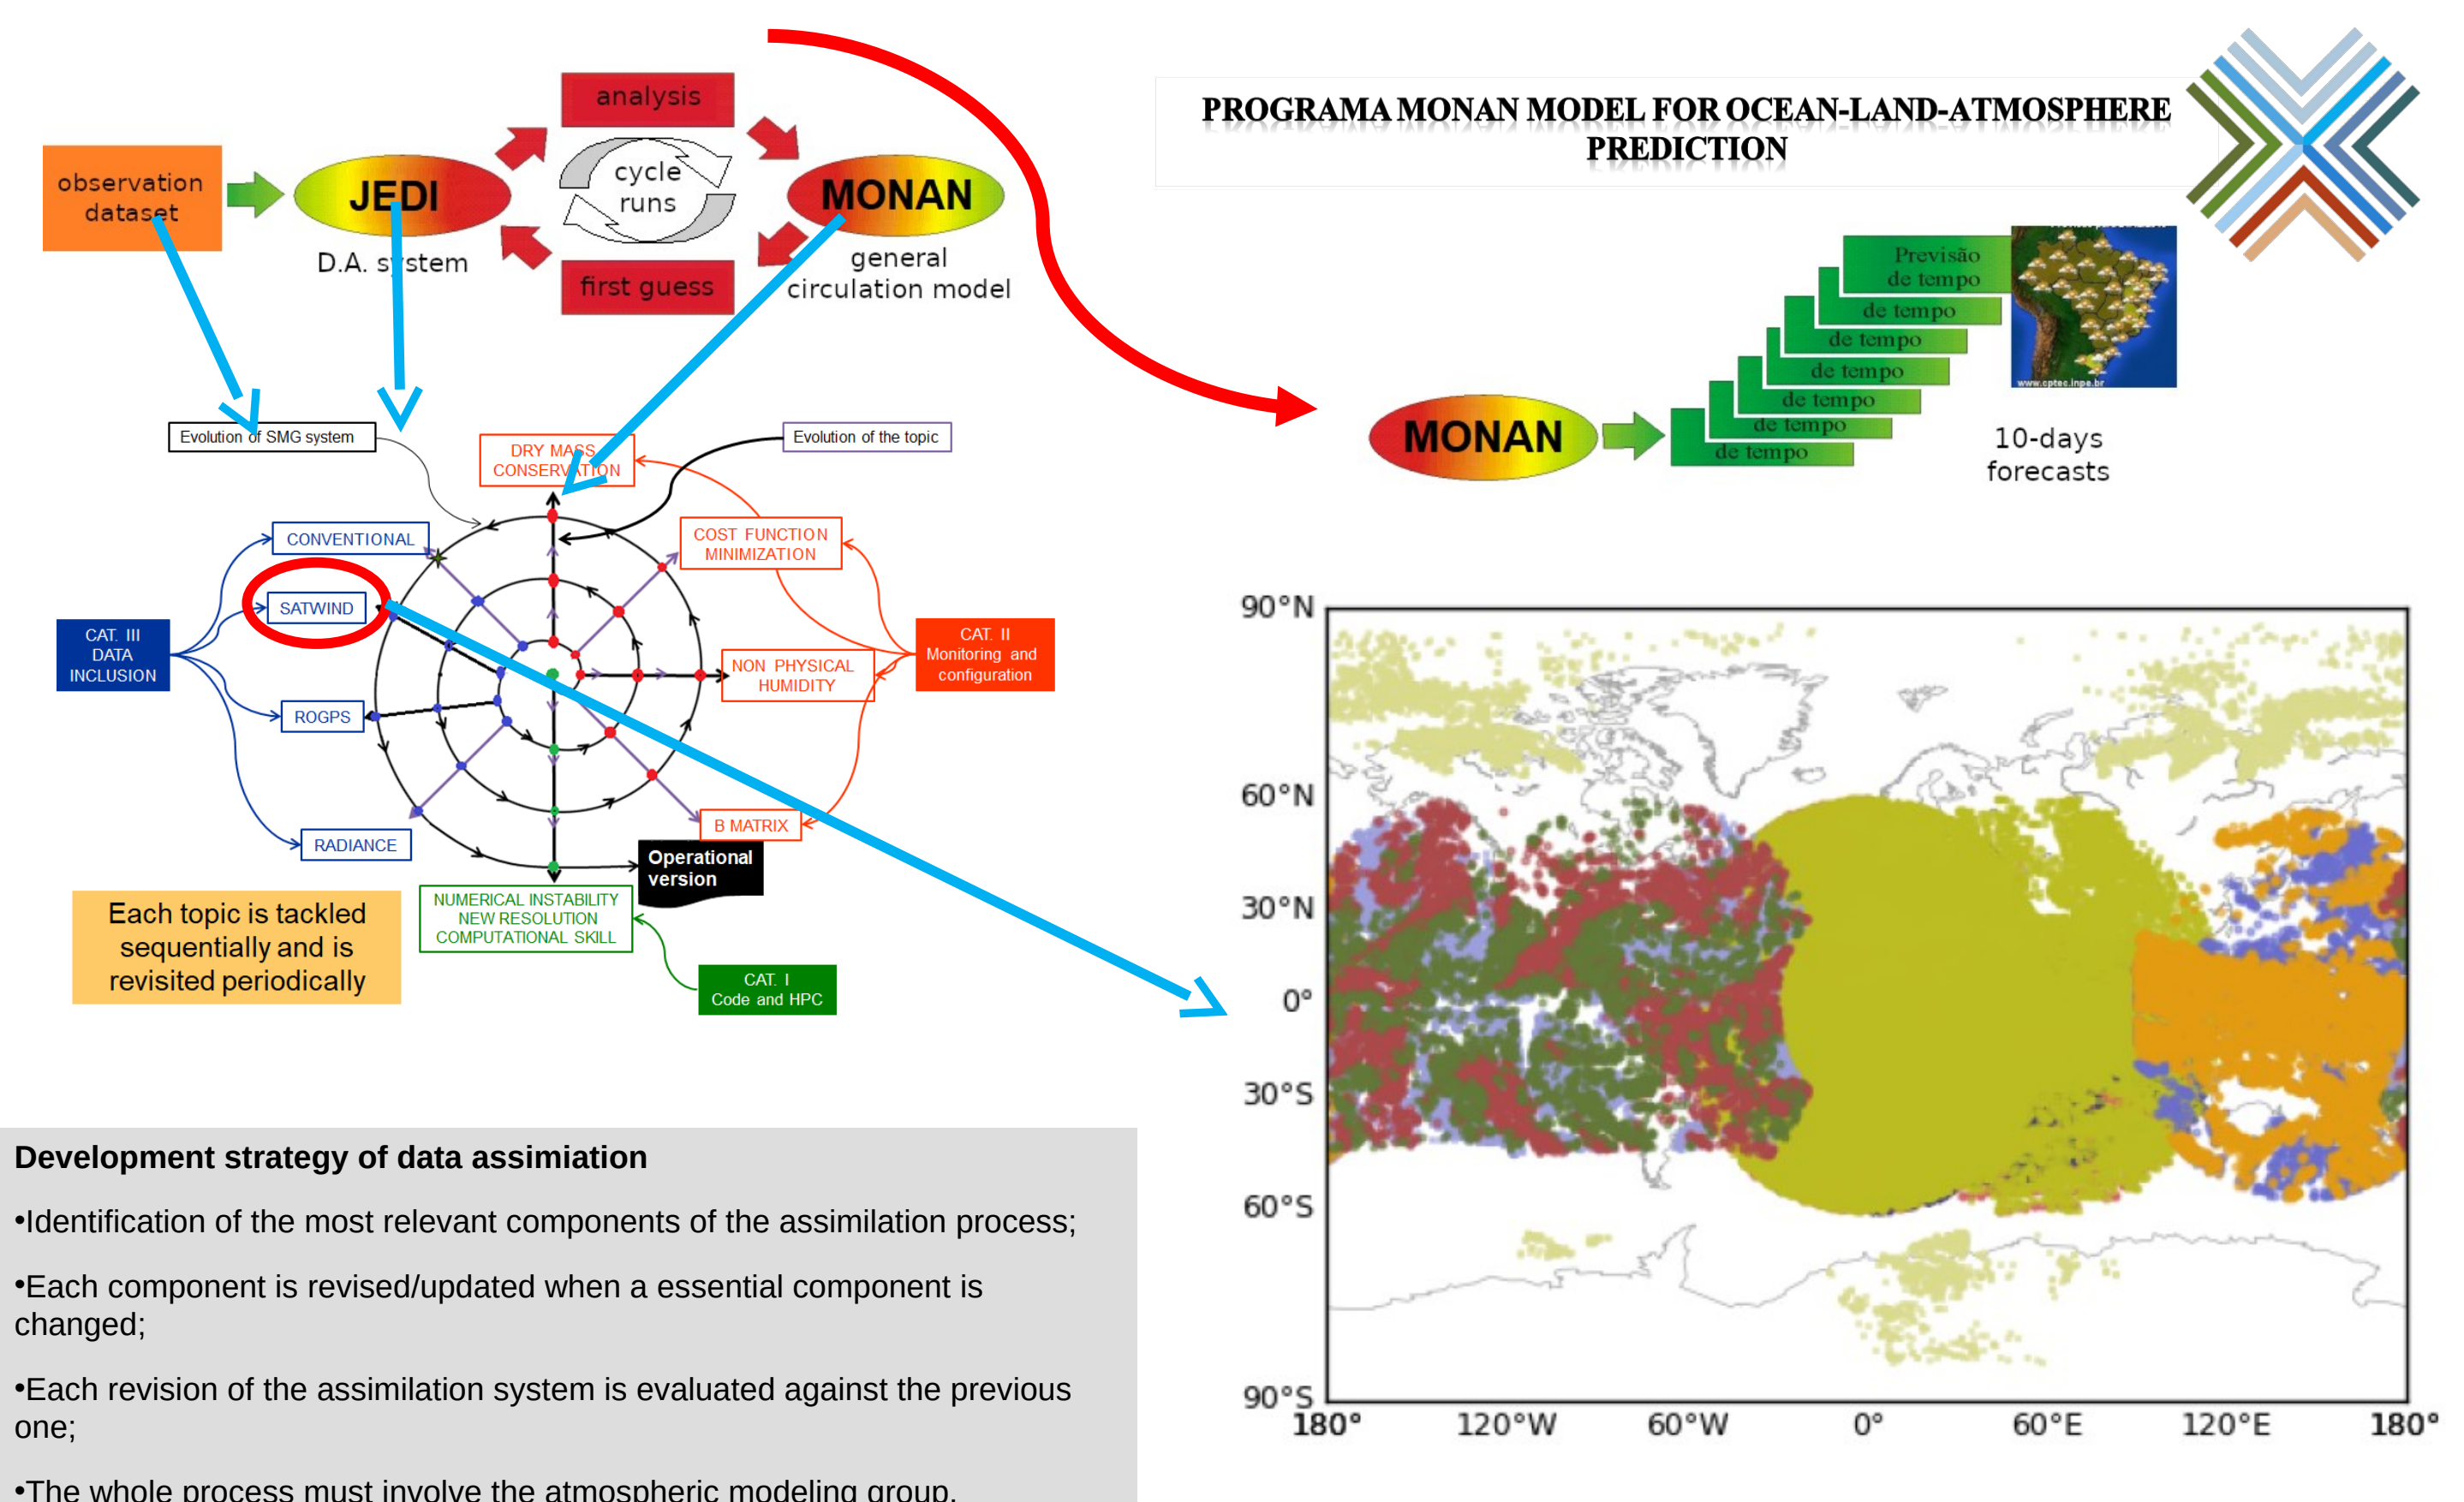 PROGRAMA MONAN MODEL FOR OCEAN-LAND-ATMOSPHERE
PREDICTION
observation
dataset
JEDI
D.A. system
analysis
cycle
runs
first guess
MONAN
general
circulation model
MONAN
Previsão
de tempo
de tempo
de tempo
de tempo
de tempo
de tempo
de tempo
www.cptec.inpe.br
10-days
forecasts
Evolution of SMG system
DRY MASS
CONSERVATION
Evolution of the topic
CONVENTIONAL
COST FUNCTION
MINIMIZATION
SATWIND
CAT. III
DATA
INCLUSION
CAT. II
Monitoring and
configuration
NON PHYSICAL
HUMIDITY
ROGPS
B MATRIX
RADIANCE
Operational
version
NUMERICAL INSTABILITY
NEW RESOLUTION
COMPUTATIONAL SKILL
CAT. I
Code and HPC
Each topic is tackled
sequentially and is
revisited periodically
90°N
60°N
30°N
0°
30°S
60°S
90°S
180°
120°W
60°W
0°
60°E
120°E
180°
Development strategy of data assimiation
•Identification of the most relevant components of the assimilation process;
•Each component is revised/updated when a essential component is
changed;
•Each revision of the assimilation system is evaluated against the previous
one;
•The whole process must involve the atmospheric modeling group.